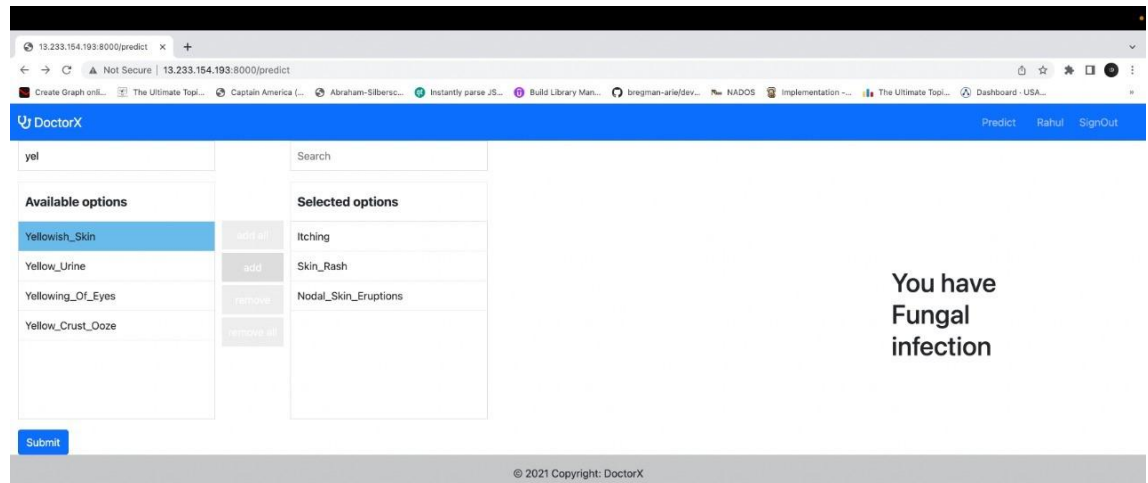 13.233.154.193:8000/predict
Not Secure | 13.233.154.193:8000/predict
Create Graph onli... The Ultimate Topi... Captain America (... Abraham-Silbersc... Instantly parse JS... Build Library Man... bregman-arie/dev... NADOS Implementation -... The Ultimate Topi... Dashboard - USA...
DoctorX Predict Rahul SignOut
yel Search
Available options Selected options
Yellowish_Skin add all Itching
Yellow_Urine add Skin_Rash
Yellowing_Of_Eyes remove Nodal_Skin_Eruptions
Yellow_Crust_Ooze remove all
You have
Fungal
infection
Submit
© 2021 Copyright: DoctorX